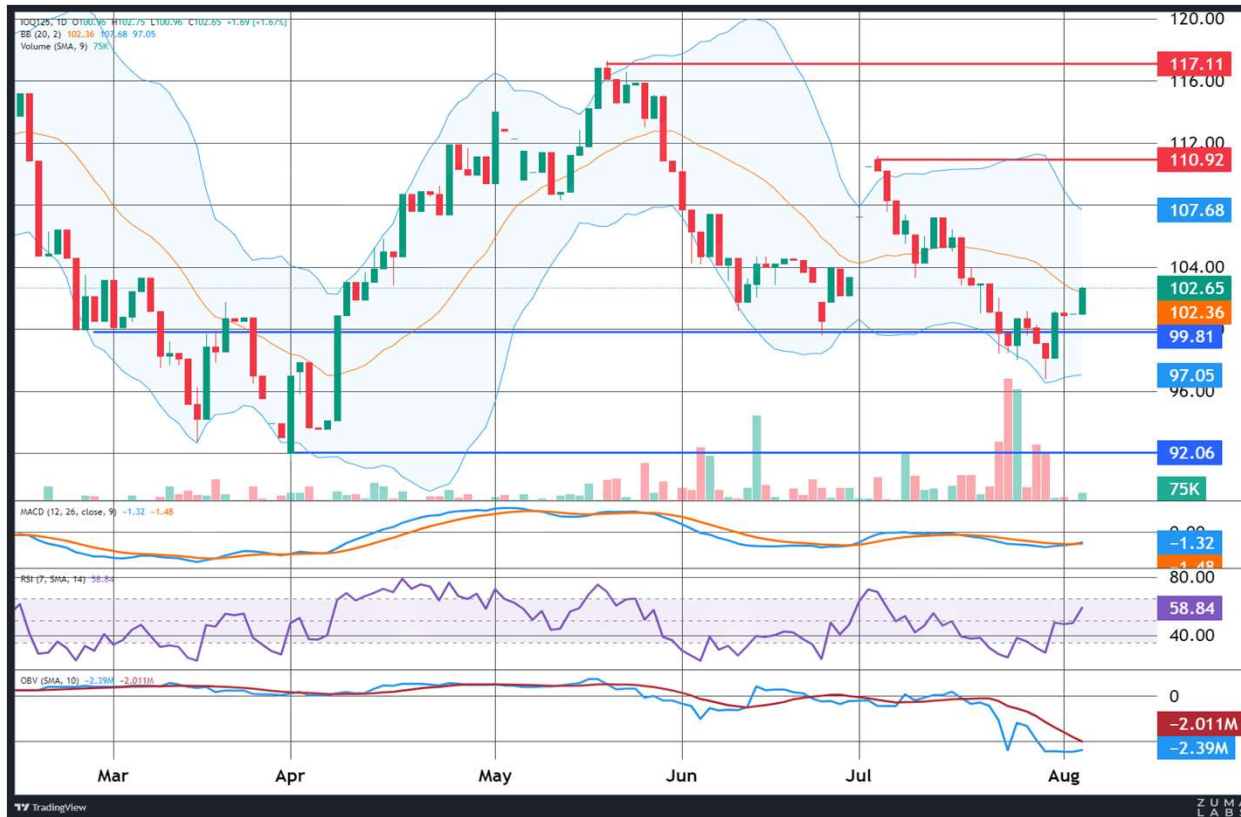 IOQ125, 1D O100.96 H102.75 L100.96 C102.65 +1.69 (+1.67%)
BB (20, 2) 102.36 107.68 97.05
Volume (SMA, 9) 75K
120.00
117.11
116.00
112.00
110.92
107.68
104.00
102.65
102.36
99.81
97.05
96.00
92.06
75K
MACD (12, 26, close, 9) −1.32 −1.48
0.00
−1.32
−1.48
RSI (7, SMA, 14) 58.84
80.00
58.84
40.00
OBV (SMA, 10) −2.39M −2.011M
0
−2.011M
−2.39M
Mar Apr May Jun Jul Aug
TradingView
ZUMA
LABS